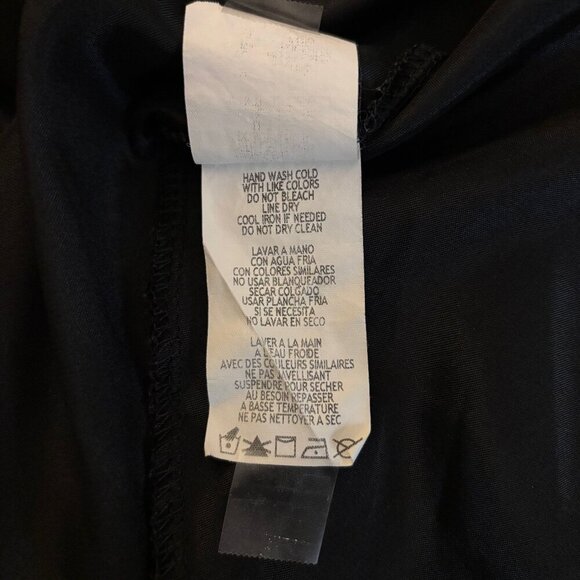 HAND WASH COLD
WITH LIKE COLORS
DO NOT BLEACH
LINE DRY
COOL IRON IF NEEDED
DO NOT DRY CLEAN
LAVAR A MANO
CON AGUA FRIA
CON COLORES SIMILARES
NO USAR BLANQUEADOR
SECAR COLGADO
USAR PLANCHA FRIA
SI SE NECESITA
NO LAVAR EN SECO
LAVER A LA MAIN
A L'EAU FROIDE
AVEC DES COULEURS SIMILAIRES
NE PAS JAVELLISANT
SUSPENDRE POUR SECHER
AU BESOIN REPASSER
A BASSE TEMPERATURE
NE PAS NETTOYER A SEC